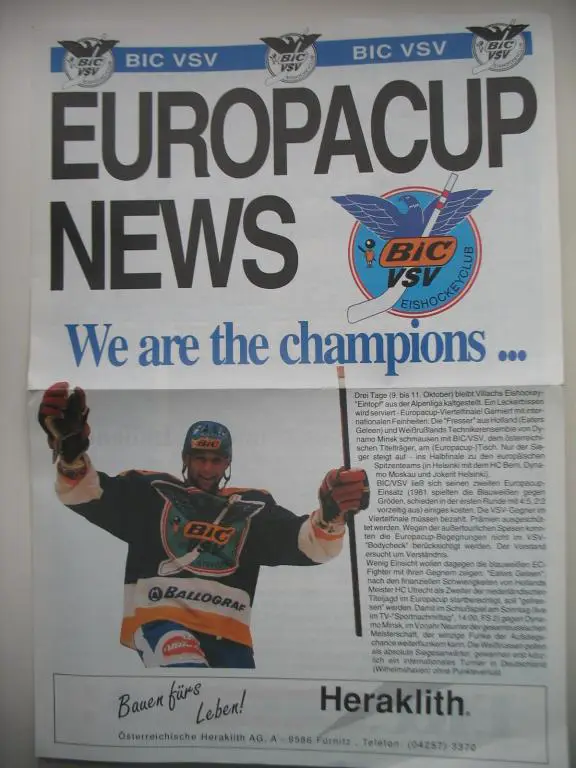 BIC VSV
BIC VSV
BIC VSV
BIC VSV
BIC VSV
EUROPACUP
NEWS
BIC
VSV
EISHOCKEYCLUB
We are the champions ...
Drei Tage (9. bis 11. Oktober) bleibt Villachs Eishockey-
"Eintopf" aus der Alpenliga kaltgestellt. Ein Leckerbissen
wird serviert - Europacup-Viertelfinale! Garniert mit inter-
nationalen Feinheiten: Die "Fresser" aus Holland (Eaters
Geleen) und Weißrußlands Technikerensemble von Dy-
namo Minsk schmausen mit BIC/VSV, dem österreichi-
schen Titelträger, am (Europacup-)Tisch. Nur der Sie-
ger steigt auf - ins Halbfinale zu den europäischen
Spitzenteams (in Helsinki mit dem HC Bern, Dyna-
mo Moskau und Jokerit Helsinki).
BIC/VSV ließ sich seinen zweiten Europacup-
Einsatz (1981 spielten die Blauweißen gegen
Gröden, schieden in der ersten Runde mit 4:5, 2:2
vorzeitig aus) einiges kosten. Die VSV-Gegner im
Viertelfinale müssen bezahlt, Prämien ausgeschüt-
tet werden. Wegen der außertourlichen Spesen konn-
ten die Europacup-Begegnungen nicht im VSV-
"Bodycheck" berücksichtigt werden. Der Vorstand
ersucht um Verständnis.
Wenig Einsicht wollen dagegen die blauweißen EC-
Fighter mit ihren Gegnern zeigen: "Eaters Geleen",
nach den finanziellen Schwierigkeiten von Hollands
Meister HC Utrecht als Zweiter der niederländischen
Titeljagd im Europacup startberechtigt, soll "gefres-
sen" werden. Damit im Schlußspiel am Sonntag (live
im TV-"Sportnachmittag", 14.00, FS 2) gegen Dyna-
mo Minsk, im Vorjahr Neunter der gesamtrussischen
Meisterschaft, der winzige Funke der Aufstiegs-
chance weiterfunken kann. Die Weißrussen gelten
als absolute Siegesanwärter, gewannen erst kürz-
lich ein internationales Turnier in Deutschland
(Wilhelmshaven) ohne Punkteverlust.
BIC
BIC
BALLOGRAF
Bauen fürs
Leben!
Heraklith®
Österreichische Heraklith AG, A - 9586 Fürnitz, Telefon: (04257) 3370